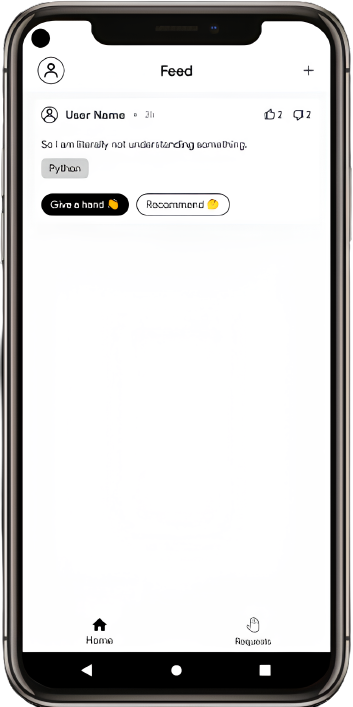 Feed
User Name • 2h
2 2
So I am literally not understanding something.
Python
Give a hand 👏
Recommend 🤔
Home
Requests